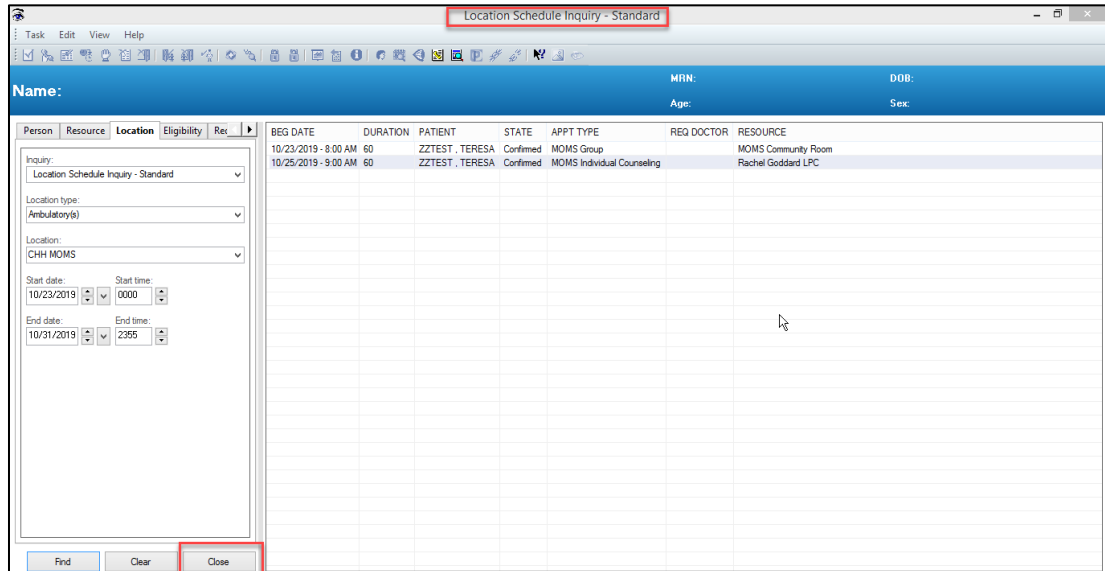 Location Schedule Inquiry - Standard
Task Edit View Help
Name:
MRN:
DOB:
Age:
Sex:
Person Resource Location Eligibility Rec
Inquiry:
Location Schedule Inquiry - Standard
Location type:
Ambulatory(s)
Location:
CHH MOMS
Start date: Start time:
10/23/2019 0000
End date: End time:
10/31/2019 2355
Find Clear Close
BEG DATE DURATION PATIENT STATE APPT TYPE REQ DOCTOR RESOURCE
10/23/2019 - 8:00 AM 60 ZZTEST , TERESA Confirmed MOMS Group MOMS Community Room
10/25/2019 - 9:00 AM 60 ZZTEST , TERESA Confirmed MOMS Individual Counseling Rachel Goddard LPC